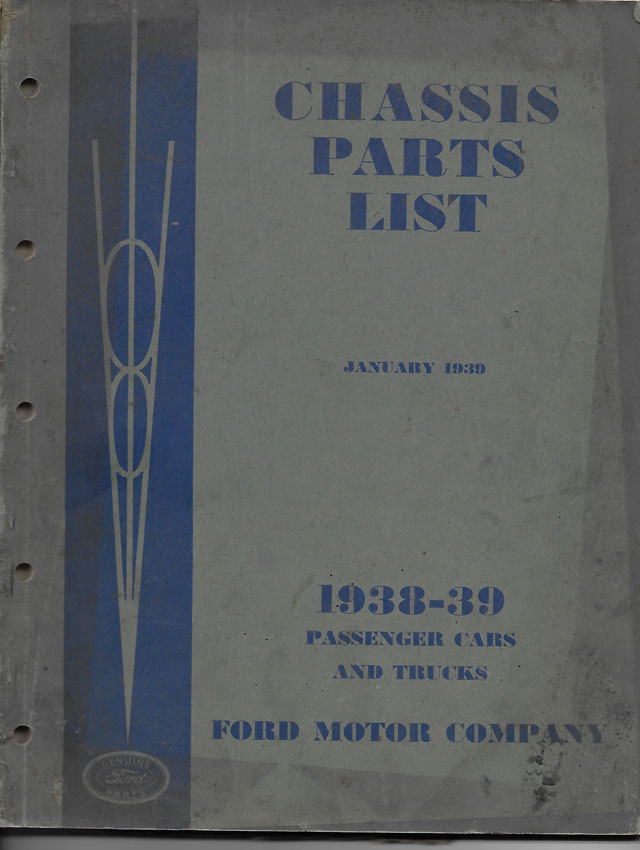 CHASSIS
PARTS
LIST
JANUARY 1939
1938-39
PASSENGER CARS
AND TRUCKS
FORD MOTOR COMPANY
GENUINE
Ford
PARTS